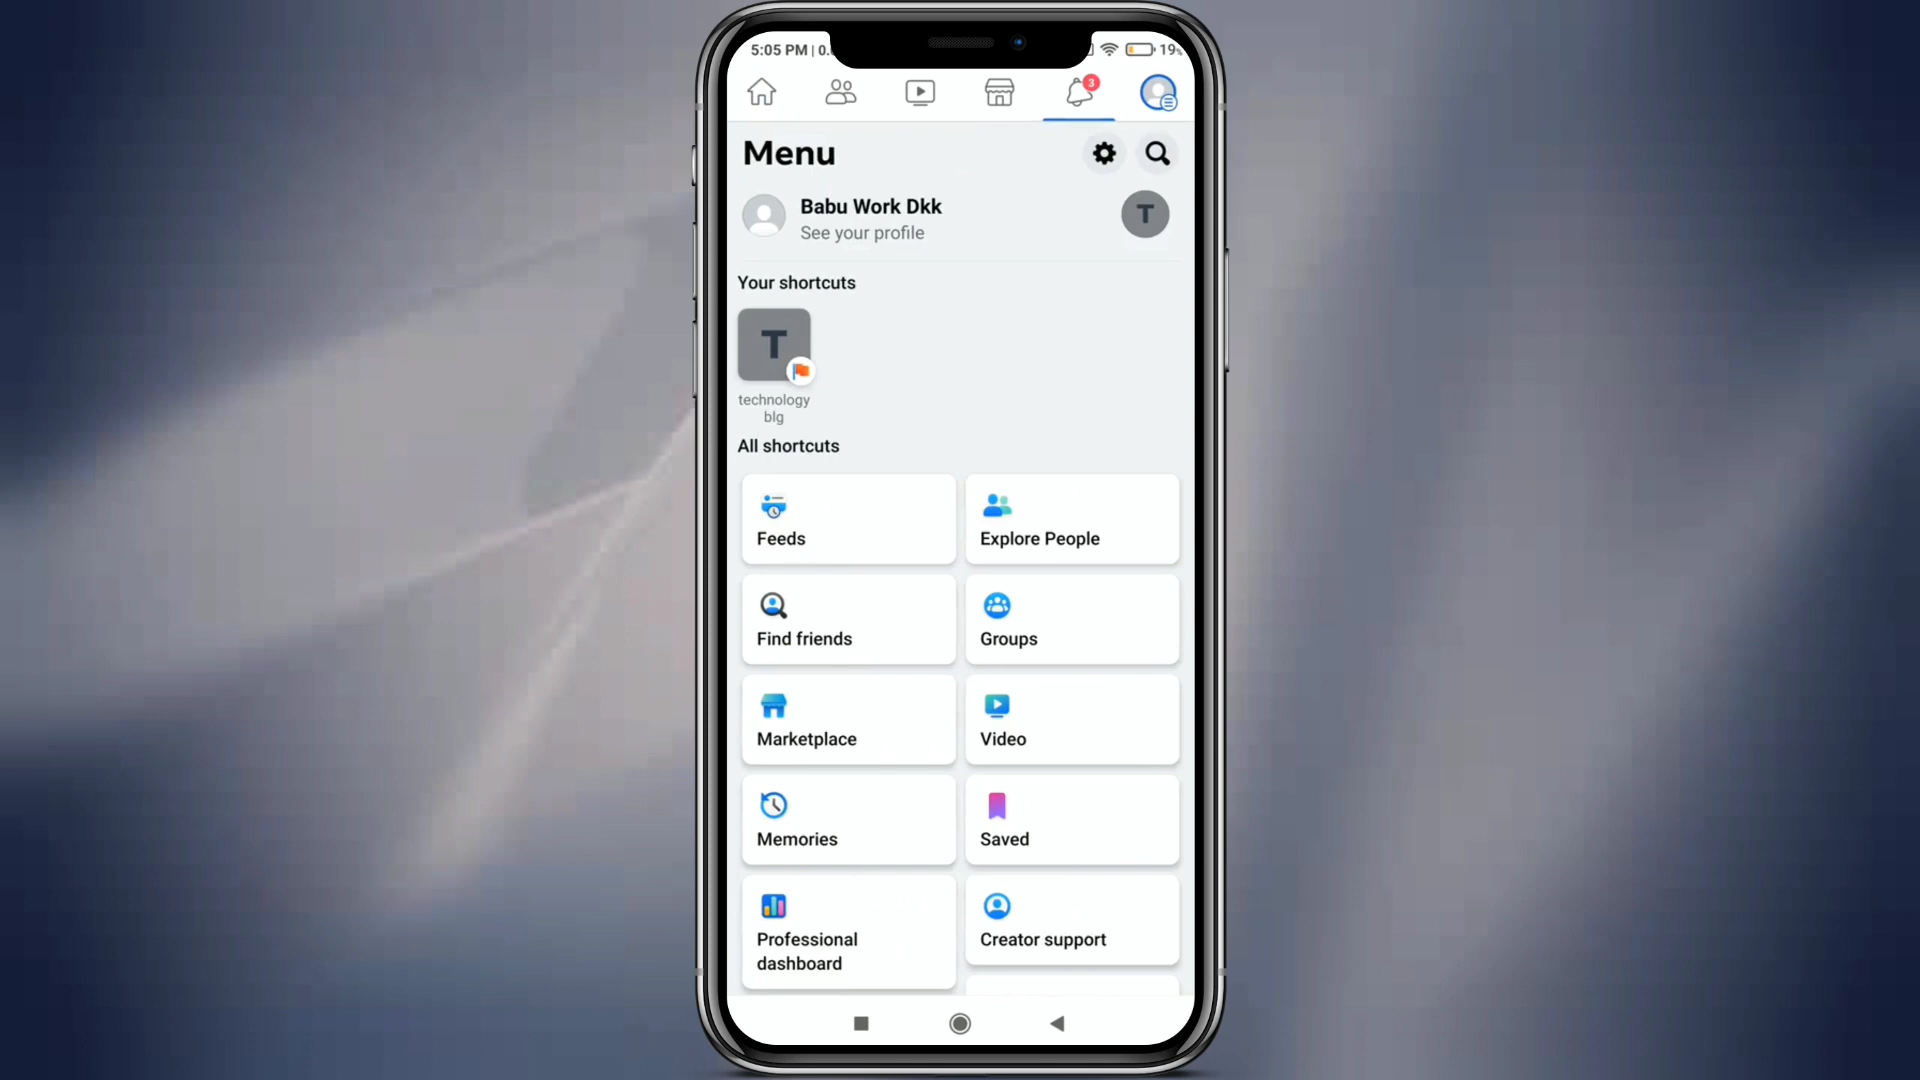 5:05 PM | 0.
19%
3
Menu
Babu Work Dkk
See your profile
T
Your shortcuts
T
technology
blg
All shortcuts
Feeds
Explore People
Find friends
Groups
Marketplace
Video
Memories
Saved
Professional
dashboard
Creator support